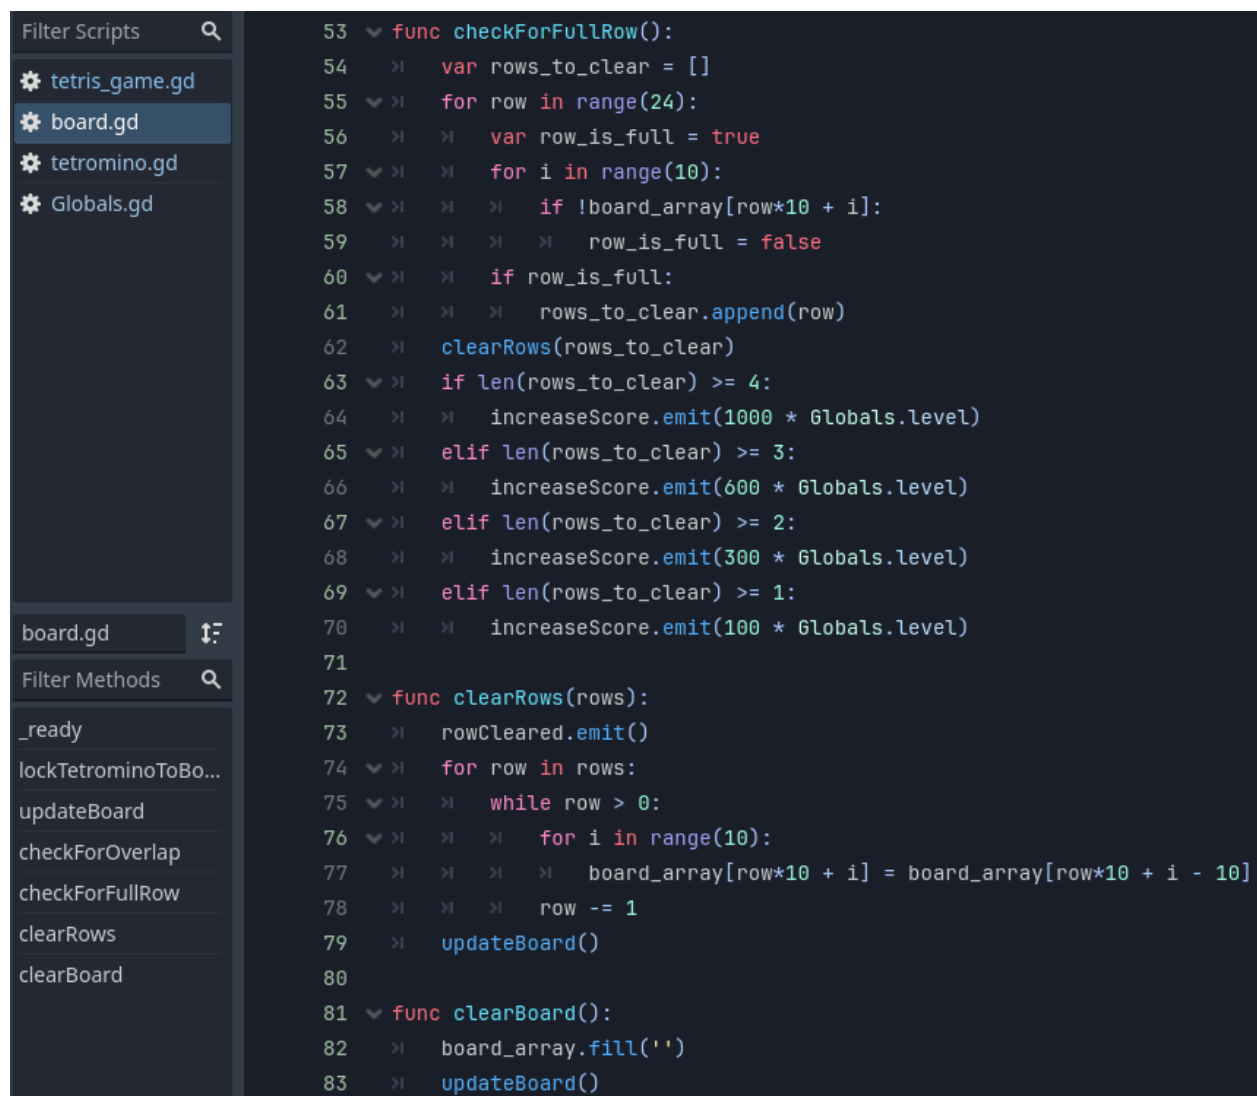 Filter Scripts
tetris_game.gd
board.gd
tetromino.gd
Globals.gd
board.gd
Filter Methods
_ready
lockTetrominoToBo...
updateBoard
checkForOverlap
checkForFullRow
clearRows
clearBoard
53 func checkForFullRow():
54 var rows_to_clear = []
55 for row in range(24):
56 var row_is_full = true
57 for i in range(10):
58 if !board_array[row*10 + i]:
59 row_is_full = false
60 if row_is_full:
61 rows_to_clear.append(row)
62 clearRows(rows_to_clear)
63 if len(rows_to_clear) >= 4:
64 increaseScore.emit(1000 * Globals.level)
65 elif len(rows_to_clear) >= 3:
66 increaseScore.emit(600 * Globals.level)
67 elif len(rows_to_clear) >= 2:
68 increaseScore.emit(300 * Globals.level)
69 elif len(rows_to_clear) >= 1:
70 increaseScore.emit(100 * Globals.level)
71
72 func clearRows(rows):
73 rowCleared.emit()
74 for row in rows:
75 while row > 0:
76 for i in range(10):
77 board_array[row*10 + i] = board_array[row*10 + i - 10]
78 row -= 1
79 updateBoard()
80
81 func clearBoard():
82 board_array.fill('')
83 updateBoard()